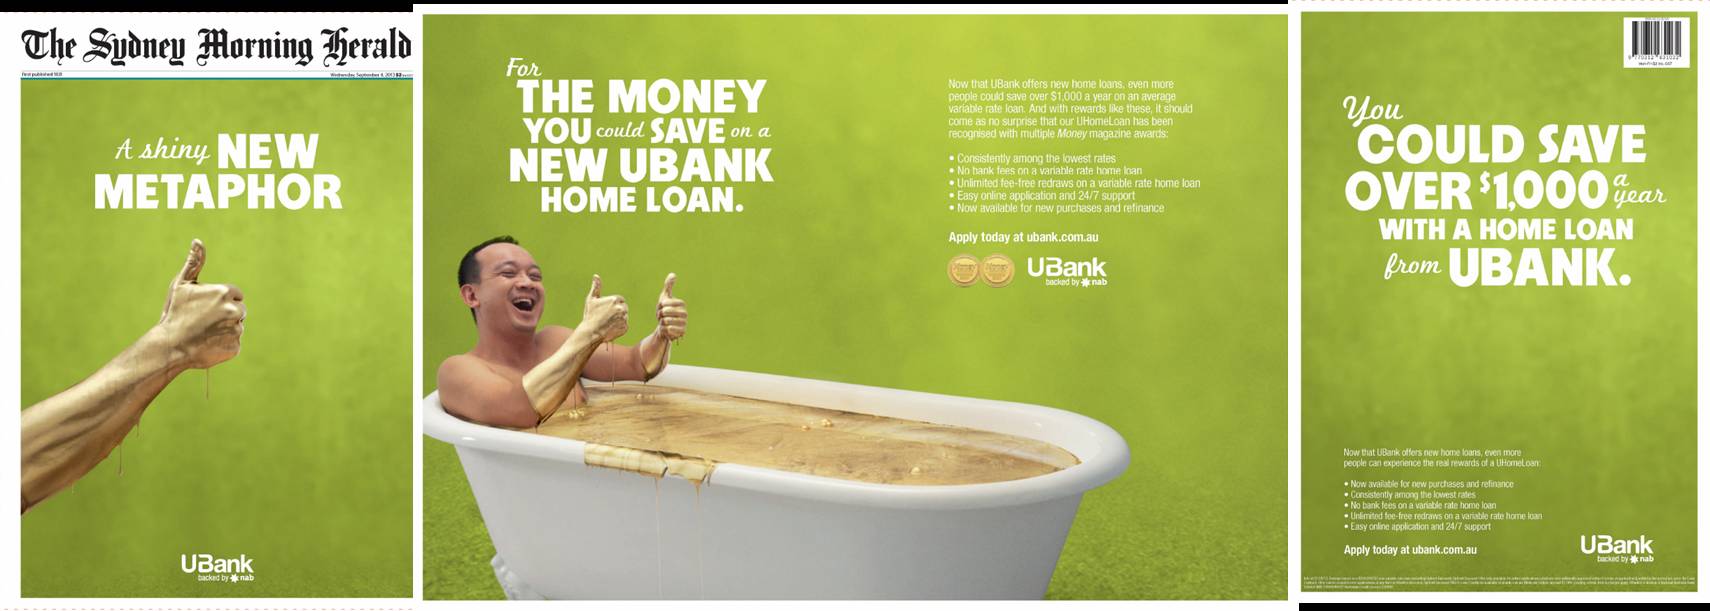 The Sydney Morning Herald
First published 1831
Wednesday, September 4, 2013 $2
A shiny NEW
METAPHOR
UBank
backed by nab
For
THE MONEY
YOU could SAVE on a
NEW UBANK
HOME LOAN.
Now that UBank offers new home loans, even more
people could save over $1,000 a year on an average
variable rate loan. And with rewards like these, it should
come as no surprise that our UHomeLoan has been
recognised with multiple Money magazine awards:
• Consistently among the lowest rates
• No bank fees on a variable rate home loan
• Unlimited fee-free redraws on a variable rate home loan
• Easy online application and 24/7 support
• Now available for new purchases and refinance
Apply today at ubank.com.au
UBank
backed by nab
You
COULD SAVE
OVER $1,000 a
year
WITH A HOME LOAN
from UBANK.
Now that UBank offers new home loans, even more
people can experience the real rewards of a UHomeLoan:
• Now available for new purchases and refinance
• Consistently among the lowest rates
• No bank fees on a variable rate home loan
• Unlimited fee-free redraws on a variable rate home loan
• Easy online application and 24/7 support
Apply today at ubank.com.au
UBank
backed by nab